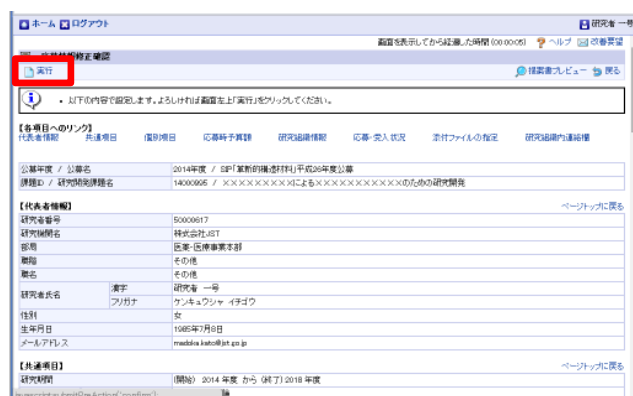 ホーム ログアウト 研究者 一号
画面を表示してから経過した時間(00:00:05) ヘルプ 改善要望
応募情報修正確認
実行 提案書プレビュー 戻る
・以下の内容で設定します。よろしければ画面左上「実行」をクリックしてください。
【各項目へのリンク】
代表者情報 共通項目 個別項目 応募時予算額 研究組織情報 応募・受入状況 添付ファイルの指定 研究組織内連絡欄
公募年度 / 公募名 2014年度 / SIP「革新的構造材料」平成26年度公募
課題ID / 研究開発課題名 14000995 / ×××××××××による×××××××××××のための研究開発
【代表者情報】 ページトップに戻る
研究者番号 50000617
研究機関名 株式会社JST
部局 医薬・医療事業本部
職階 その他
職名 その他
研究者氏名 漢字 研究者 一号
フリガナ ケンキュウシャ イチゴウ
性別 女
生年月日 1985年7月8日
メールアドレス madoka.kato@jst.go.jp
【共通項目】 ページトップに戻る
研究期間 (開始) 2014 年度 から (終了) 2018 年度